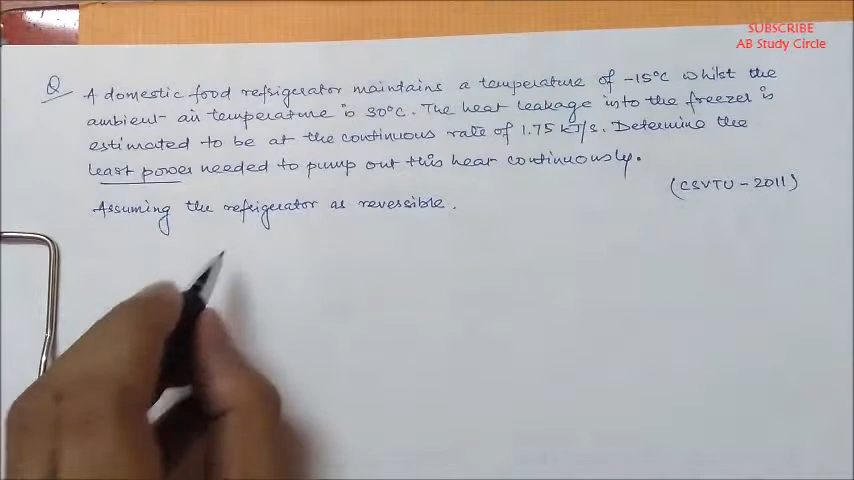 SUBSCRIBE
AB Study Circle
Q A domestic food refrigerator maintains a temperature of -15°C whilst the
ambient air temperature is 30°C. The heat leakage into the freezer is
estimated to be at the continuous rate of 1.75 kJ/s. Determine the
least power needed to pump out this heat continuously.
(CSVTU - 2011)
Assuming the refrigerator as reversible.